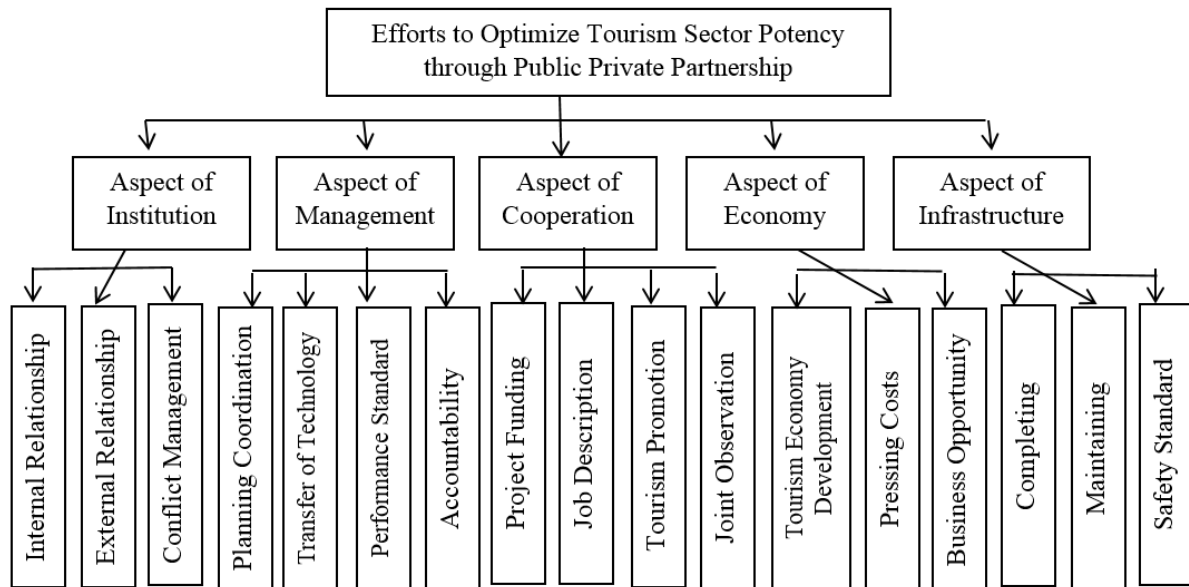 Efforts to Optimize Tourism Sector Potency
through Public Private Partnership
Aspect of
Institution
Aspect of
Management
Aspect of
Cooperation
Aspect of
Economy
Aspect of
Infrastructure
Internal Relationship
External Relationship
Conflict Management
Planning Coordination
Transfer of Technology
Performance Standard
Accountability
Project Funding
Job Description
Tourism Promotion
Joint Observation
Tourism Economy
Development
Pressing Costs
Business Opportunity
Completing
Maintaining
Safety Standard